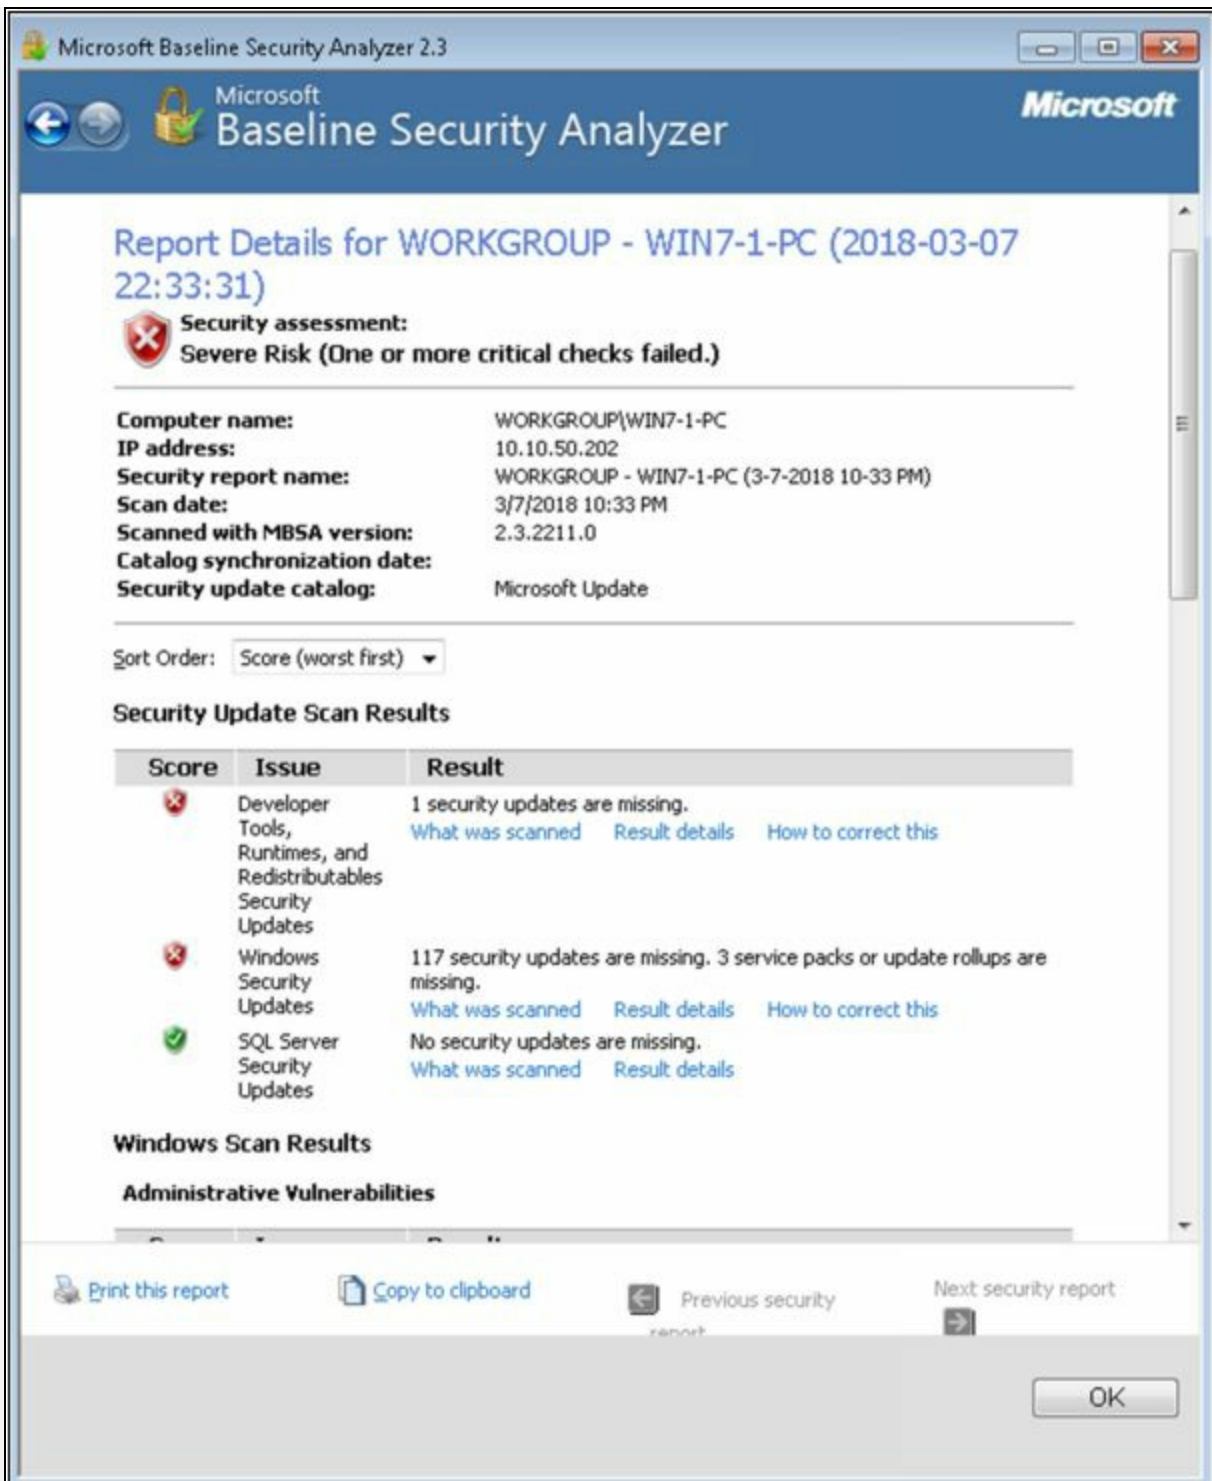 Microsoft Baseline Security Analyzer 2.3
Microsoft
Baseline Security Analyzer
Microsoft
Report Details for WORKGROUP - WIN7-1-PC (2018-03-07
22:33:31)
Security assessment:
Severe Risk (One or more critical checks failed.)
Computer name: WORKGROUP\WIN7-1-PC
IP address: 10.10.50.202
Security report name: WORKGROUP - WIN7-1-PC (3-7-2018 10-33 PM)
Scan date: 3/7/2018 10:33 PM
Scanned with MBSA version: 2.3.2211.0
Catalog synchronization date:
Security update catalog: Microsoft Update
Sort Order: Score (worst first)
Security Update Scan Results
Score Issue Result
Developer 1 security updates are missing.
Tools, What was scanned Result details How to correct this
Runtimes, and
Redistributables
Security
Updates
Windows 117 security updates are missing. 3 service packs or update rollups are
Security missing.
Updates What was scanned Result details How to correct this
SQL Server No security updates are missing.
Security What was scanned Result details
Updates
Windows Scan Results
Administrative Vulnerabilities
Print this report
Copy to clipboard
Previous security
report
Next security report
OK